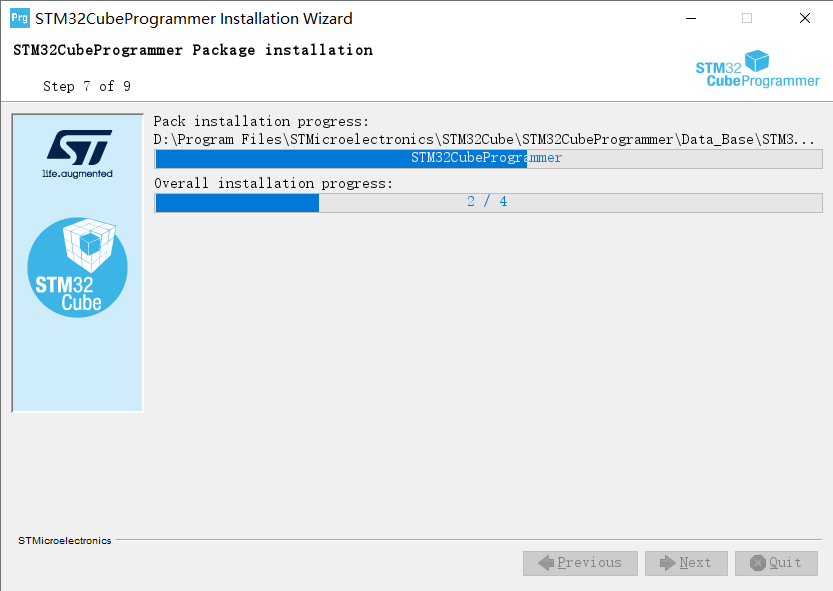 Prg STM32CubeProgrammer Installation Wizard
STM32CubeProgrammer Package installation
Step 7 of 9
STM32
CubeProgrammer
life.augmented
STM32
Cube
Pack installation progress:
D:\Program Files\STMicroelectronics\STM32Cube\STM32CubeProgrammer\Data_Base\STM3...
STM32CubeProgrammer
Overall installation progress:
2 / 4
STMicroelectronics
Previous
Next
Quit